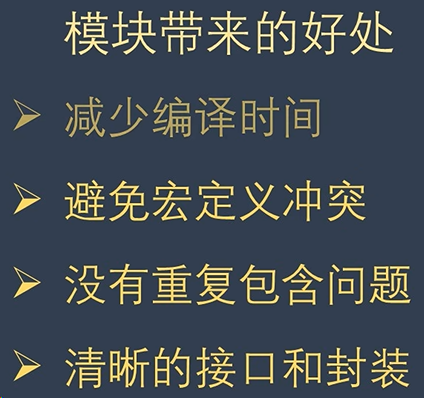 模块带来的好处
减少编译时间
避免宏定义冲突
没有重复包含问题
清晰的接口和封装